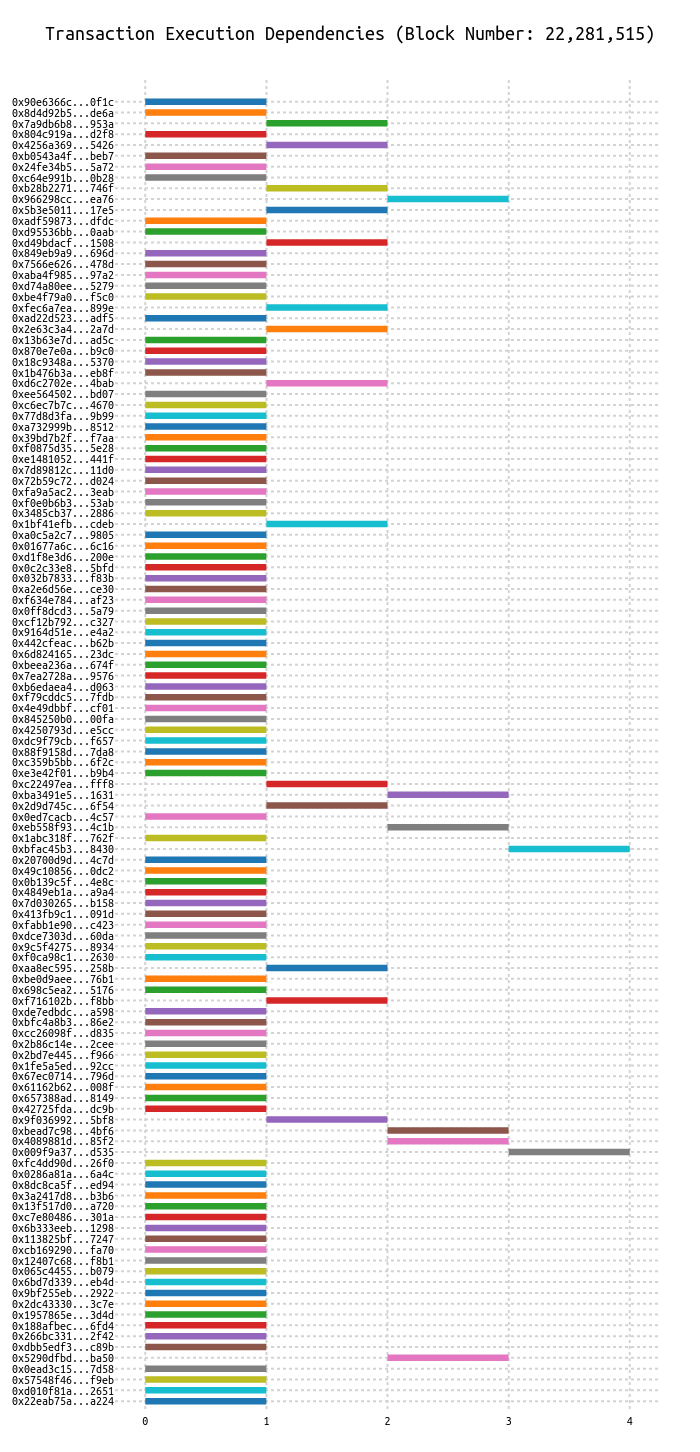 Transaction Execution Dependencies (Block Number: 22,281,515)
0x90e6366c...0f1c
0x8d4d92b5...de6a
0x7a9db6b8...953a
0x804c919a...d2f8
0x4256a369...5426
0xb0543a4f...beb7
0x24fe34b5...5a72
0xc64e991b...0b28
0xb28b2271...746f
0x966298cc...ea76
0x5b3e5011...17e5
0xadf59873...dfdc
0xd95536bb...0aab
0xd49bdacf...1508
0x849eb9a9...696d
0x7566e626...478d
0xaba4f985...97a2
0xd74a80ee...5279
0xbe4f79a0...f5c0
0xfec6a7ea...899e
0xad22d523...adf5
0x2e63c3a4...2a7d
0x13b63e7d...ad5c
0x870e7e0a...b9c0
0x18c9348a...5370
0x1b476b3a...eb8f
0xd6c2702e...4bab
0xee564502...bd07
0xc6ec7b7c...4670
0x77d8d3fa...9b99
0xa732999b...8512
0x39bd7b2f...f7aa
0xf0875d35...5e28
0xe1481052...441f
0x7d89812c...11d0
0x72b59c72...d024
0xfa9a5ac2...3eab
0xf0e0b6b3...53ab
0x3485cb37...2886
0x1bf41efb...cdeb
0xa0c5a2c7...9805
0x01677a6c...6c16
0xd1f8e3d6...200e
0x0c2c33e8...5bfd
0x032b7833...f83b
0xa2e6d56e...ce30
0xf634e784...af23
0x0ff8dcd3...5a79
0xcf12b792...c327
0x9164d51e...e4a2
0x442cfeac...b62b
0x6d824165...23dc
0xbeea236a...674f
0x7ea2728a...9576
0xb6edaea4...d063
0xf79cddc5...7fdb
0x4e49dbbf...cf01
0x845250b0...00fa
0x4250793d...e5cc
0xdc9f79cb...f657
0x88f9158d...7da8
0xc359b5bb...6f2c
0xe3e42f01...b9b4
0xc22497ea...fff8
0xba3491e5...1631
0x2d9d745c...6f54
0x0ed7cacb...4c57
0xeb558f93...4c1b
0x1abc318f...762f
0xbfac45b3...8430
0x20700d9d...4c7d
0x49c10856...0dc2
0x0b139c5f...4e8c
0x4849eb1a...a9a4
0x7d030265...b158
0x413fb9c1...091d
0xfabb1e90...c423
0xdce7303d...60da
0x9c5f4275...8934
0xf0ca98c1...2630
0xaa8ec595...258b
0xbe0d9aee...76b1
0x698c5ea2...5176
0xf716102b...f8bb
0xde7edbdc...a598
0xbfc4a8b3...86e2
0xcc26098f...d835
0x2b86c14e...2cee
0x2bd7e445...f966
0x1fe5a5ed...92cc
0x67ec0714...796d
0x61162b62...008f
0x657388ad...8149
0x42725fda...dc9b
0x9f036992...5bf8
0xbead7c98...4bf6
0x4089881d...85f2
0x009f9a37...d535
0xfc4dd90d...26f0
0x0286a81a...6a4c
0x8dc8ca5f...ed94
0x3a2417d8...b3b6
0x13f517d0...a720
0xc7e80486...301a
0x6b333eeb...1298
0x113825bf...7247
0xcb169290...fa70
0x12407c68...f8b1
0x065c4455...b079
0x6bd7d339...eb4d
0x9bf255eb...2922
0x2dc43330...3c7e
0x1957865e...3d4d
0x188afbec...6fd4
0x266bc331...2f42
0xdbb5edf3...c89b
0x5290dfbd...ba50
0x0ead3c15...7d58
0x57548f46...f9eb
0xd010f81a...2651
0x22eab75a...a224
0 1 2 3 4